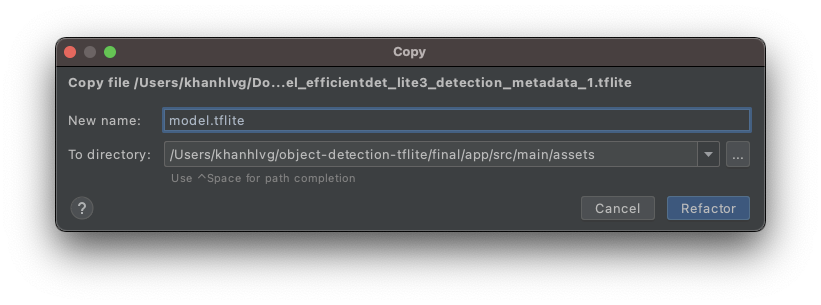 Copy
Copy file /Users/khanhlvg/Do...el_efficientdet_lite3_detection_metadata_1.tflite
New name: model.tflite
To directory: /Users/khanhlvg/object-detection-tflite/final/app/src/main/assets ...
Use ^Space for path completion
? Cancel Refactor